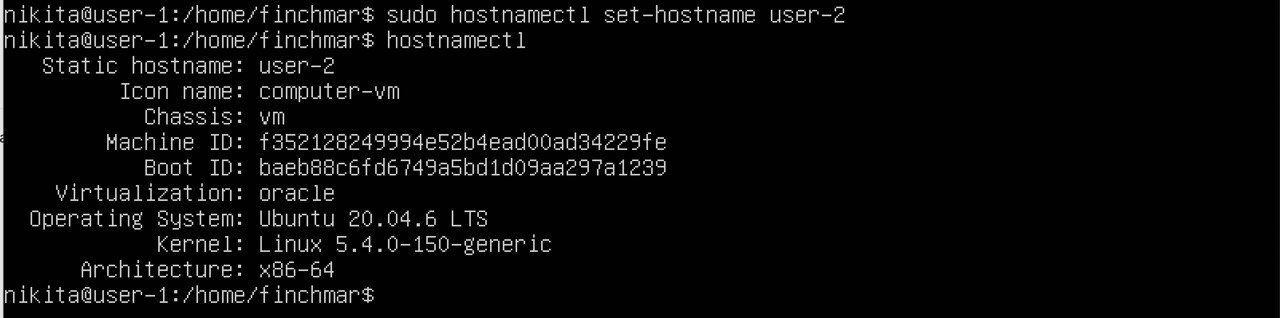 nikita@user-1:/home/finchmar$ sudo hostnamectl set-hostname user-2
nikita@user-1:/home/finchmar$ hostnamectl
Static hostname: user-2
Icon name: computer-vm
Chassis: vm
Machine ID: f352128249994e52b4ead00ad34229fe
Boot ID: baeb88c6fd6749a5bd1d09aa297a1239
Virtualization: oracle
Operating System: Ubuntu 20.04.6 LTS
Kernel: Linux 5.4.0-150-generic
Architecture: x86-64
nikita@user-1:/home/finchmar$